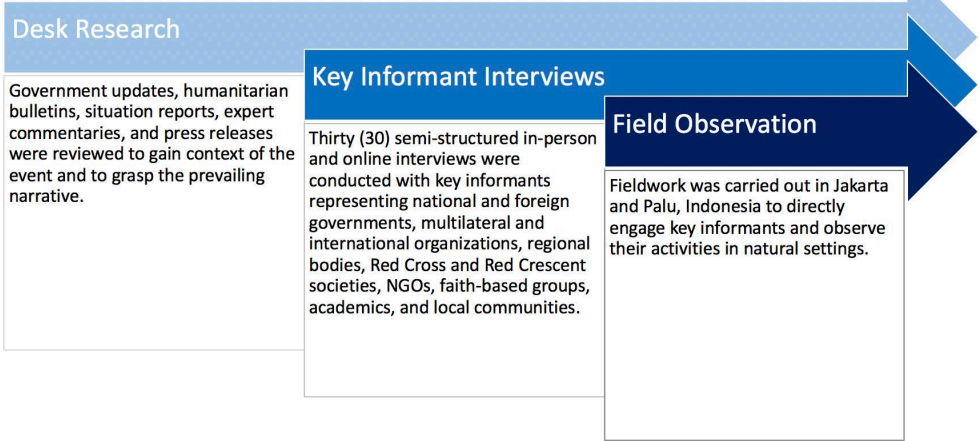 Desk Research
Government updates, humanitarian
bulletins, situation reports, expert
commentaries, and press releases
were reviewed to gain context of the
event and to grasp the prevailing
narrative.
Key Informant Interviews
Thirty (30) semi-structured in-person
and online interviews were
conducted with key informants
representing national and foreign
governments, multilateral and
international organizations, regional
bodies, Red Cross and Red Crescent
societies, NGOs, faith-based groups,
academics, and local communities.
Field Observation
Fieldwork was carried out in Jakarta
and Palu, Indonesia to directly
engage key informants and observe
their activities in natural settings.